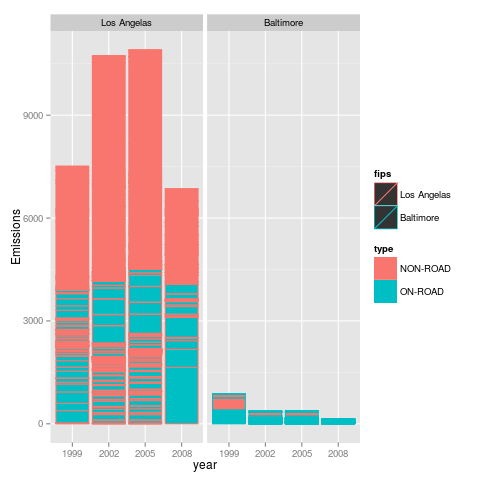 Los Angelas Baltimore
9000
6000
3000
0
Emissions
1999 2002 2005 2008 1999 2002 2005 2008
year
fips
Los Angelas
Baltimore
type
NON-ROAD
ON-ROAD